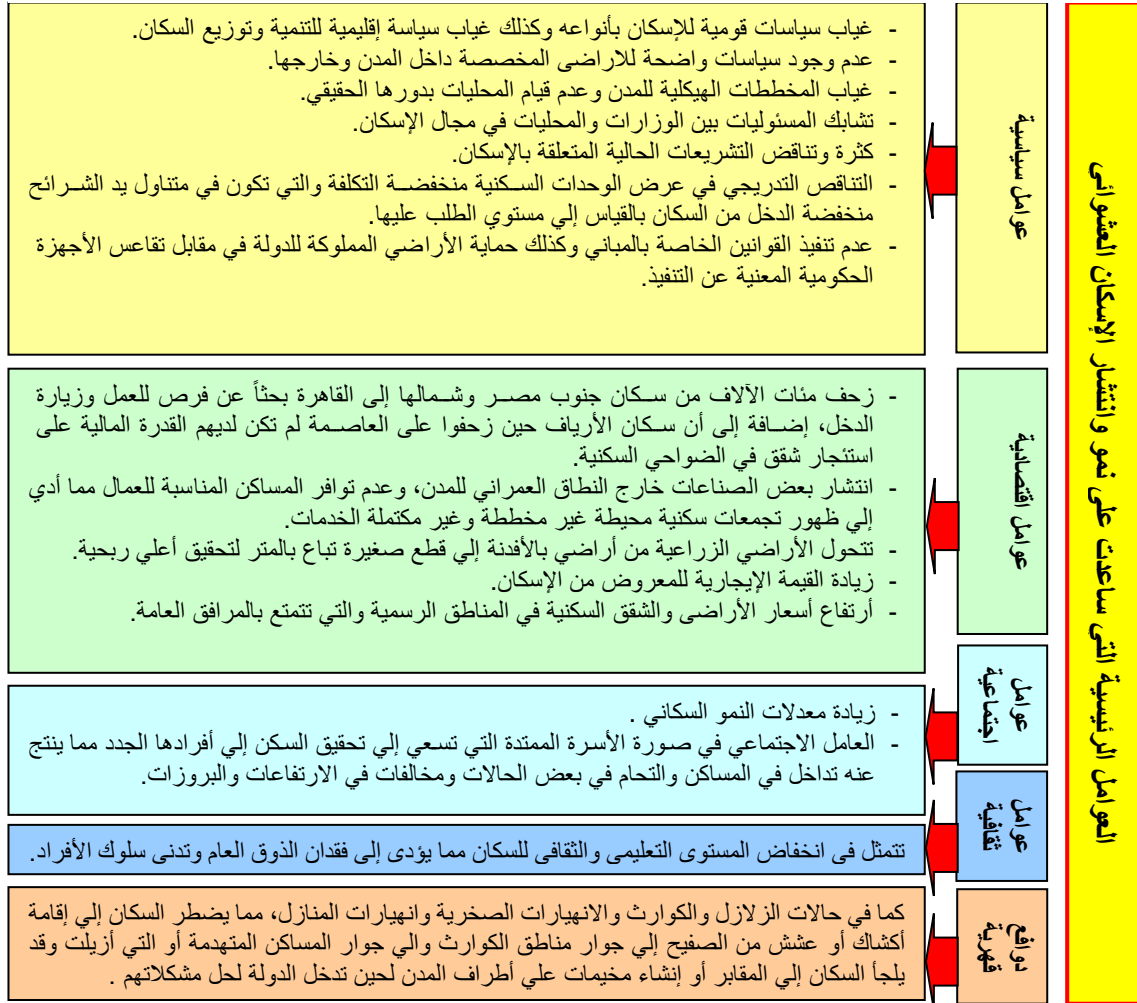 العوامل الرئيسية التى ساعدت على نمو وانتشار الإسكان العشوائى
عوامل سياسية
- غياب سياسات قومية للإسكان بأنواعه وكذلك غياب سياسة إقليمية للتنمية وتوزيع السكان.
- عدم وجود سياسات واضحة للاراضى المخصصة داخل المدن وخارجها.
- غياب المخططات الهيكلية للمدن وعدم قيام المحليات بدورها الحقيقي.
- تشابك المسئوليات بين الوزارات والمحليات في مجال الإسكان.
- كثرة وتناقض التشريعات الحالية المتعلقة بالإسكان.
- التناقص التدريجي في عرض الوحدات السكنية منخفضة التكلفة والتي تكون في متناول يد الشرائح
منخفضة الدخل من السكان بالقياس إلي مستوي الطلب عليها.
- عدم تنفيذ القوانين الخاصة بالمباني وكذلك حماية الأراضي المملوكة للدولة في مقابل تقاعس الأجهزة
الحكومية المعنية عن التنفيذ.
عوامل اقتصادية
- زحف مئات الآلاف من سكان جنوب مصر وشمالها إلى القاهرة بحثاً عن فرص للعمل وزيارة
الدخل، إضافة إلى أن سكان الأرياف حين زحفوا على العاصمة لم تكن لديهم القدرة المالية على
استئجار شقق في الضواحي السكنية.
- انتشار بعض الصناعات خارج النطاق العمراني للمدن، وعدم توافر المساكن المناسبة للعمال مما أدي
إلي ظهور تجمعات سكنية محيطة غير مخططة وغير مكتملة الخدمات.
- تتحول الأراضي الزراعية من أراضي بالأفدنة إلي قطع صغيرة تباع بالمتر لتحقيق أعلي ربحية.
- زيادة القيمة الإيجارية للمعروض من الإسكان.
- أرتفاع أسعار الأراضى والشقق السكنية في المناطق الرسمية والتي تتمتع بالمرافق العامة.
عوامل
اجتماعية
- زيادة معدلات النمو السكاني .
- العامل الاجتماعي في صورة الأسرة الممتدة التي تسعي إلي تحقيق السكن إلي أفرادها الجدد مما ينتج
عنه تداخل في المساكن والتحام في بعض الحالات ومخالفات في الارتفاعات والبروزات.
عوامل
ثقافية
تتمثل فى انخفاض المستوى التعليمى والثقافى للسكان مما يؤدى إلى فقدان الذوق العام وتدنى سلوك الأفراد.
دوافع
قهرية
كما في حالات الزلازل والكوارث والانهيارات الصخرية وانهيارات المنازل، مما يضطر السكان إلي إقامة
أكشاك أو عشش من الصفيح إلي جوار مناطق الكوارث والي جوار المساكن المتهدمة أو التي أزيلت وقد
يلجأ السكان إلي المقابر أو إنشاء مخيمات علي أطراف المدن لحين تدخل الدولة لحل مشكلاتهم .